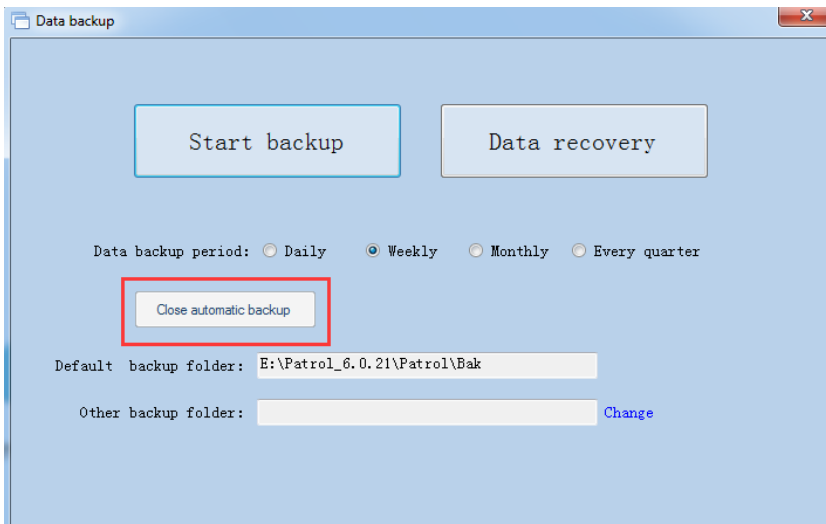 Data backup
Start backup
Data recovery
Data backup period: Daily Weekly Monthly Every quarter
Close automatic backup
Default backup folder: E:\Patrol_6.0.21\Patrol\Bak
Other backup folder: Change